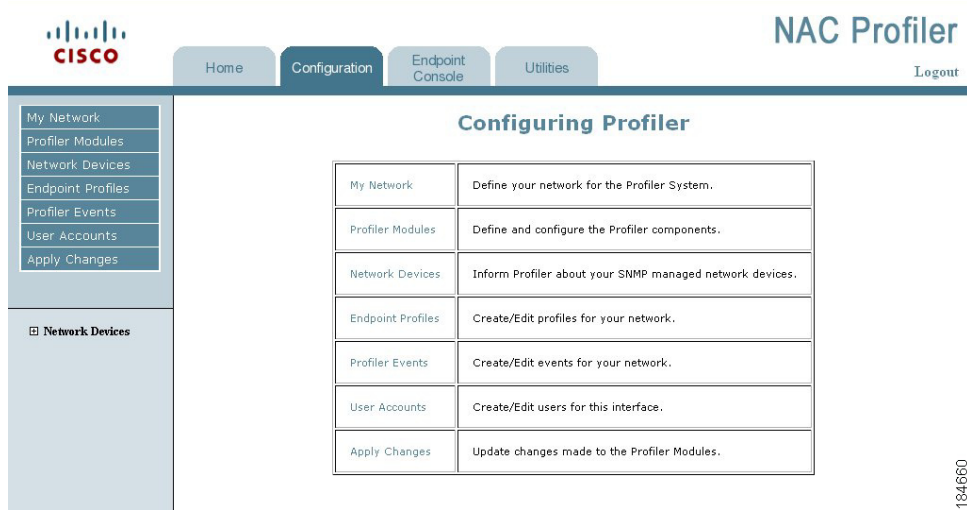 CISCO
NAC Profiler
Home
Configuration
Endpoint
Console
Utilities
Logout
My Network
Profiler Modules
Network Devices
Endpoint Profiles
Profiler Events
User Accounts
Apply Changes
Network Devices
Configuring Profiler
My Network Define your network for the Profiler System.
Profiler Modules Define and configure the Profiler components.
Network Devices Inform Profiler about your SNMP managed network devices.
Endpoint Profiles Create/Edit profiles for your network.
Profiler Events Create/Edit events for your network.
User Accounts Create/Edit users for this interface.
Apply Changes Update changes made to the Profiler Modules.
184660